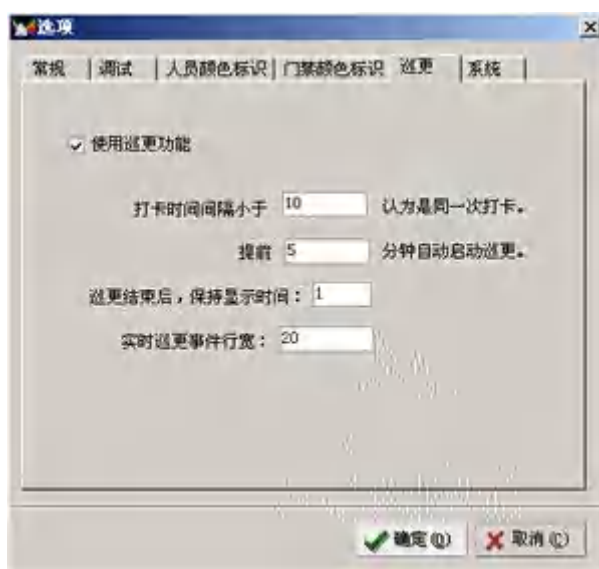 选项
常规 调试 人员颜色标识 门禁颜色标识 巡更 系统
使用巡更功能
打卡时间间隔小于 10 认为是同一次打卡。
提前 5 分钟自动启动巡更。
巡更结束后，保持显示时间： 1
实时巡更事件行宽： 20
确定(O) 取消(C)